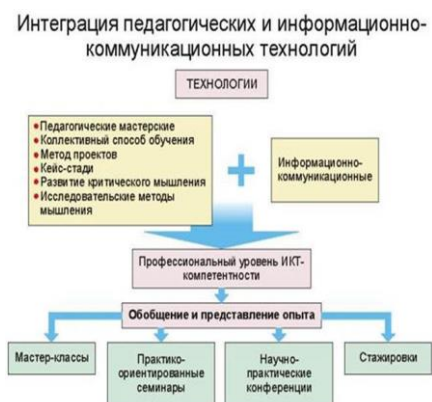 Интеграция педагогических и информационно-
коммуникационных технологий
ТЕХНОЛОГИИ
Педагогические мастерские
Коллективный способ обучения
Метод проектов
Кейс-стади
Развитие критического мышления
Исследовательские методы
мышления
Информационно-
коммуникационные
Профессиональный уровень ИКТ-
компетентности
Обобщение и представление опыта
Мастер-классы
Практико-
ориентированные
семинары
Научно-
практические
конференции
Стажировки